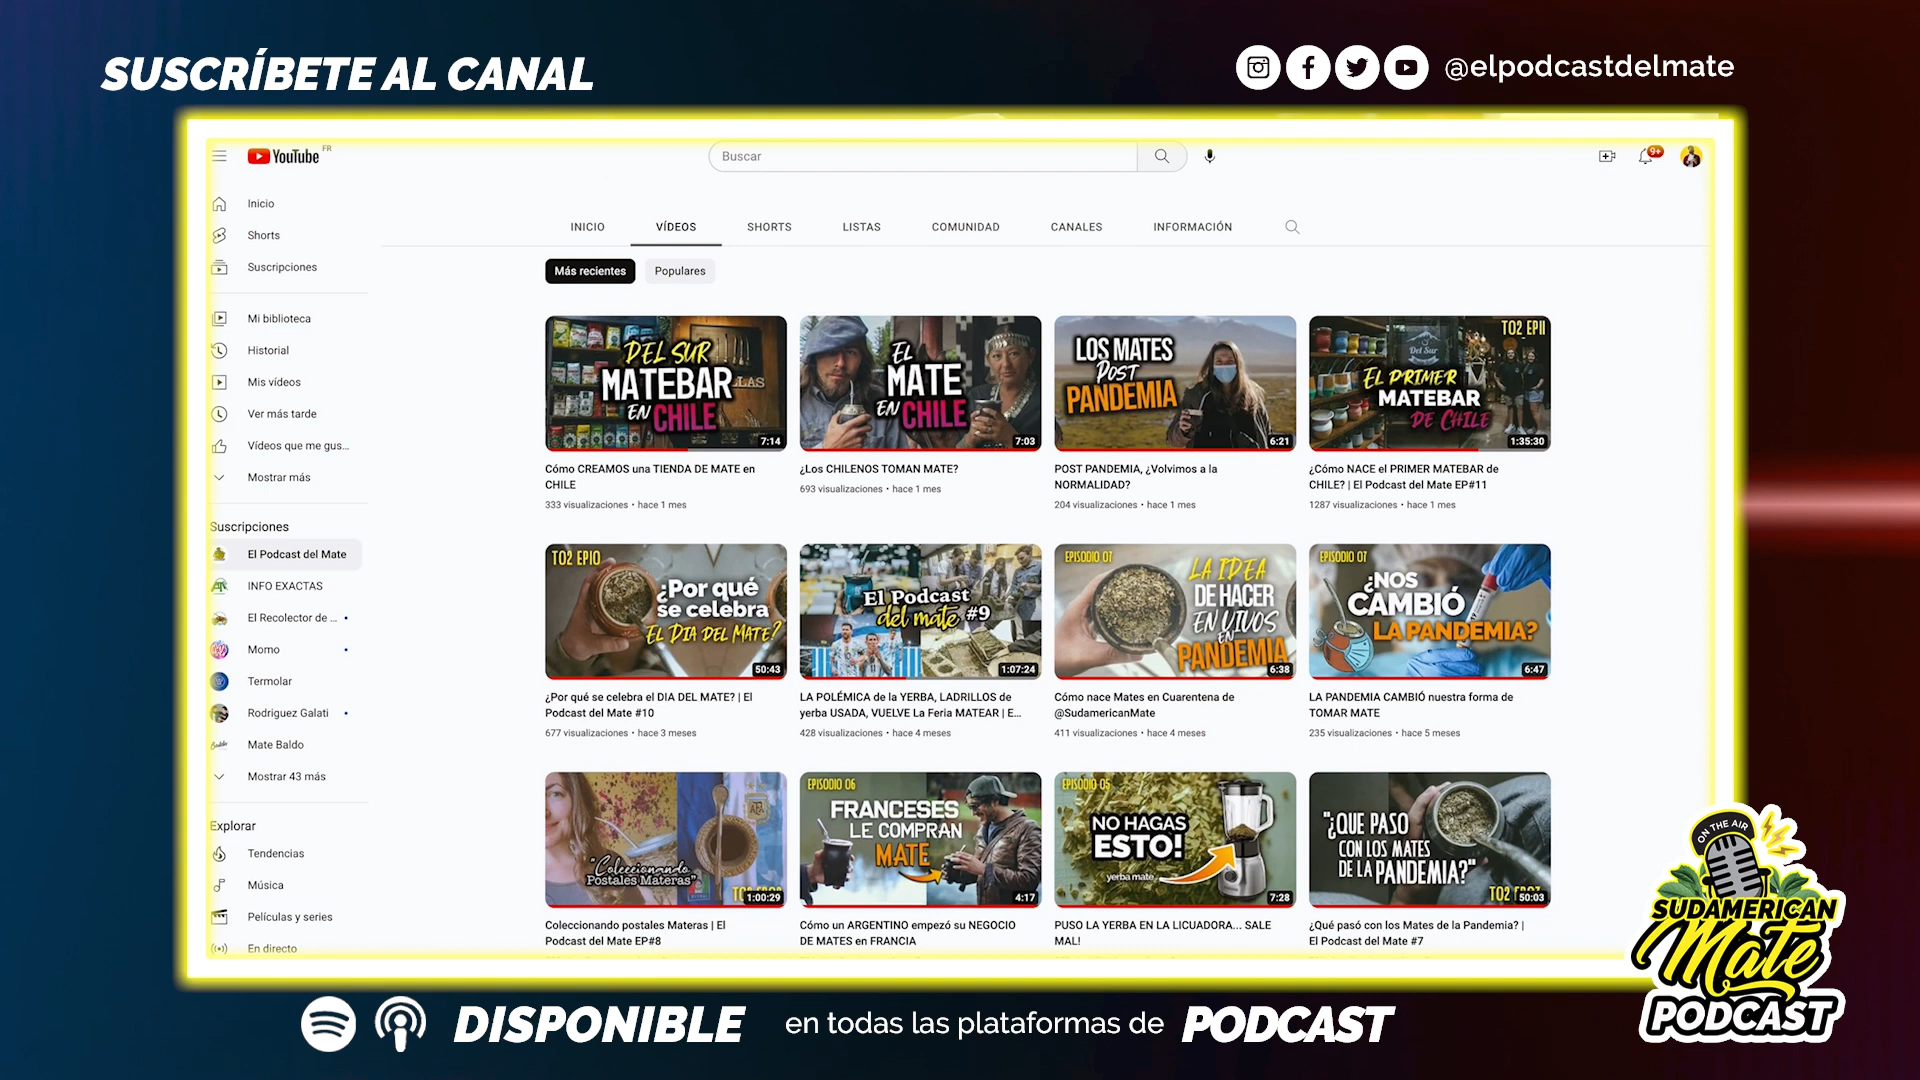 SUSCRÍBETE AL CANAL
@elpodcastdelmate
YouTube FR
Buscar
9+
Inicio
Shorts
Suscripciones
Mi biblioteca
Historial
Mis vídeos
Ver más tarde
Vídeos que me gus...
Mostrar más
Suscripciones
El Podcast del Mate
INFO EXACTAS
El Recolector de ...
Momo
Termolar
Rodriguez Galati
Mate Baldo
Mostrar 43 más
Explorar
Tendencias
Música
Películas y series
En directo
INICIO VÍDEOS SHORTS LISTAS COMUNIDAD CANALES INFORMACIÓN
Más recientes Populares
DEL SUR
MATEBAR
EN CHILE
7:14
Cómo CREAMOS una TIENDA DE MATE en
CHILE
333 visualizaciones • hace 1 mes
EL
MATE
EN CHILE
7:03
¿Los CHILENOS TOMAN MATE?
693 visualizaciones • hace 1 mes
LOS MATES
POST
PANDEMIA
6:21
POST PANDEMIA, ¿Volvimos a la
NORMALIDAD?
204 visualizaciones • hace 1 mes
T02 EP11
Del Sur
EL PRIMER
MATEBAR
DE CHILE
1:35:30
¿Cómo NACE el PRIMER MATEBAR de
CHILE? | El Podcast del Mate EP#11
1287 visualizaciones • hace 1 mes
T02 EP10
¿Por qué
se celebra
EL DIA DEL MATE?
50:43
¿Por qué se celebra el DIA DEL MATE? | El
Podcast del Mate #10
677 visualizaciones • hace 3 meses
El Podcast
del mate #9
1:07:24
LA POLÉMICA de la YERBA, LADRILLOS de
yerba USADA, VUELVE La Feria MATEAR | E...
428 visualizaciones • hace 4 meses
EPISODIO 07
LA IDEA
DE HACER
EN VIVOS
EN
PANDEMIA
6:38
Cómo nace Mates en Cuarentena de
@SudamericanMate
411 visualizaciones • hace 4 meses
EPISODIO 07
¿NOS
CAMBIÓ
LA PANDEMIA?
6:47
LA PANDEMIA CAMBIÓ nuestra forma de
TOMAR MATE
235 visualizaciones • hace 5 meses
"Coleccionando
Postales Materas"
1:00:29
Coleccionando postales Materas | El
Podcast del Mate EP#8
EPISODIO 06
FRANCESES
LE COMPRAN
MATE
4:17
Cómo un ARGENTINO empezó su NEGOCIO
DE MATES en FRANCIA
EPISODIO 05
NO HAGAS
ESTO!
yerba mate
7:28
PUSO LA YERBA EN LA LICUADORA... SALE
MAL!
"¿QUE PASO
CON LOS MATES
DE LA PANDEMIA?"
T02
50:03
¿Qué pasó con los Mates de la Pandemia? |
El Podcast del Mate #7
ON THE AIR
SUDAMERICAN
Mate
PODCAST
DISPONIBLE en todas las plataformas de PODCAST